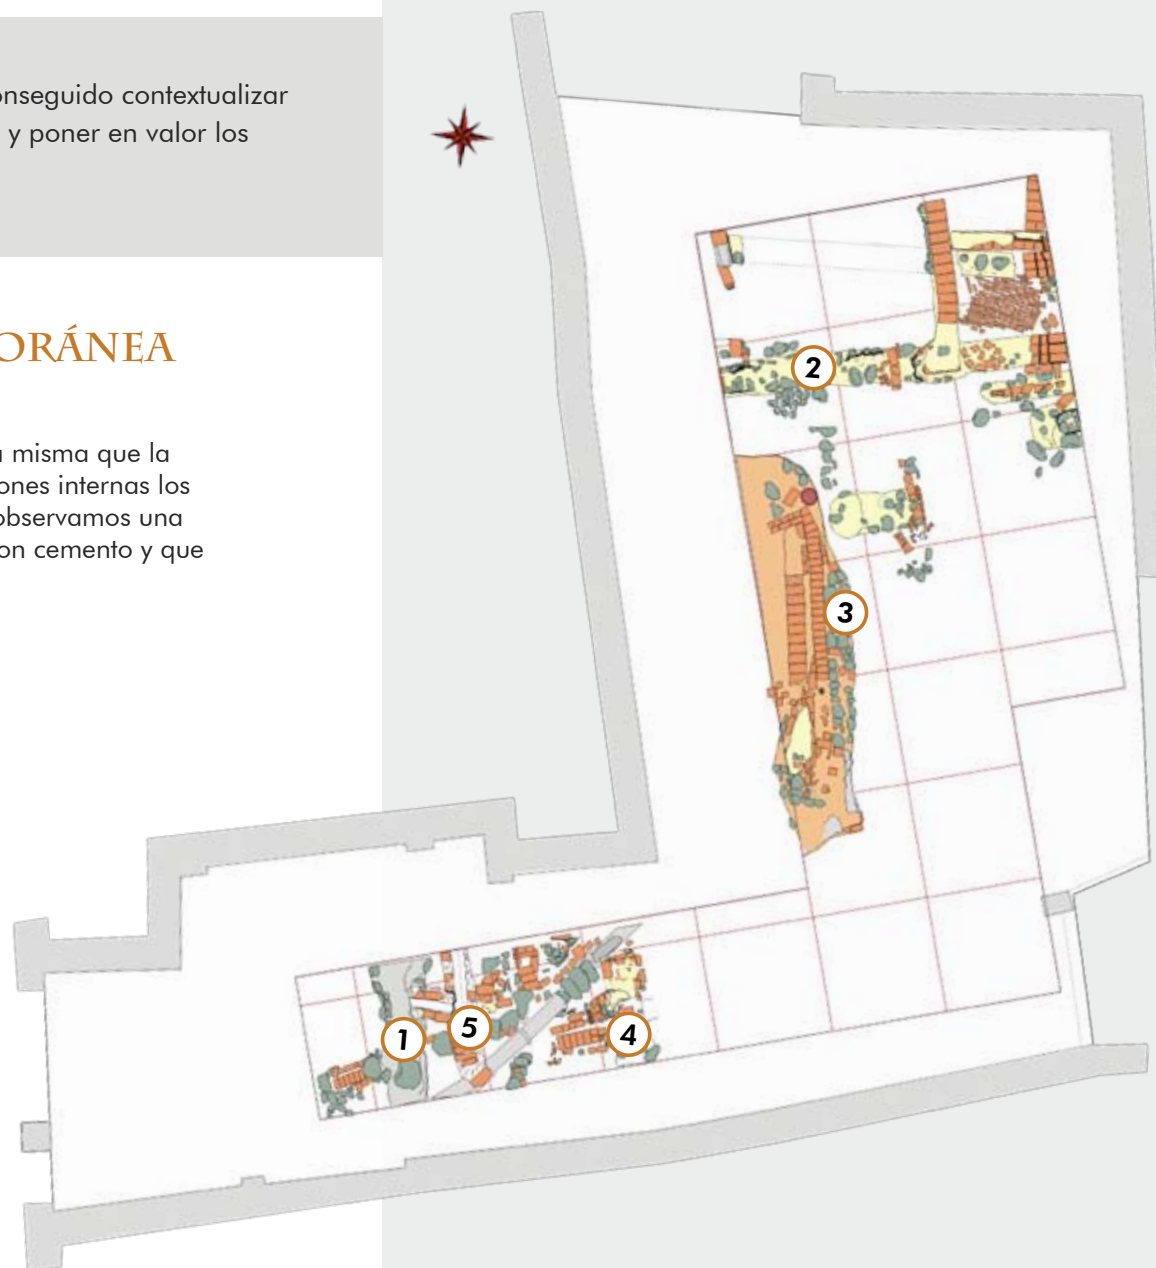 onseguido contextualizar
y poner en valor los
ORÁNEA
misma que la
ones internas los
observamos una
on cemento y que
2
3
1
5
4